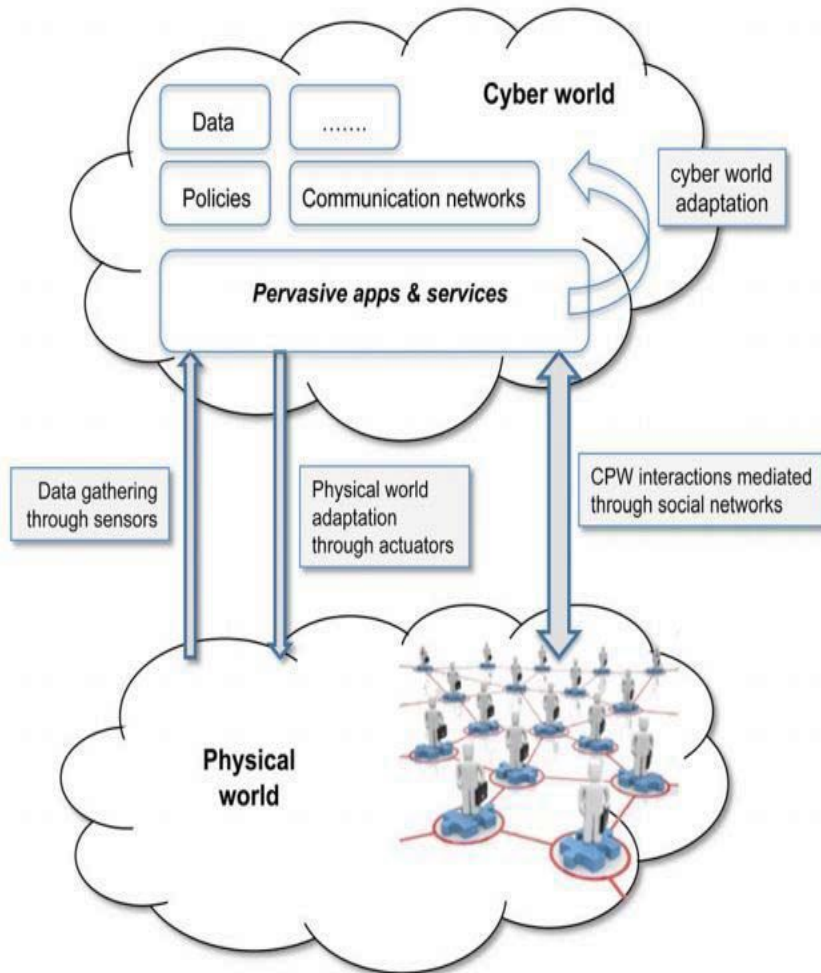 Cyber world
Data
.......
Policies
Communication networks
cyber world
adaptation
Pervasive apps & services
Data gathering
through sensors
Physical world
adaptation
through actuators
CPW interactions mediated
through social networks
Physical
world